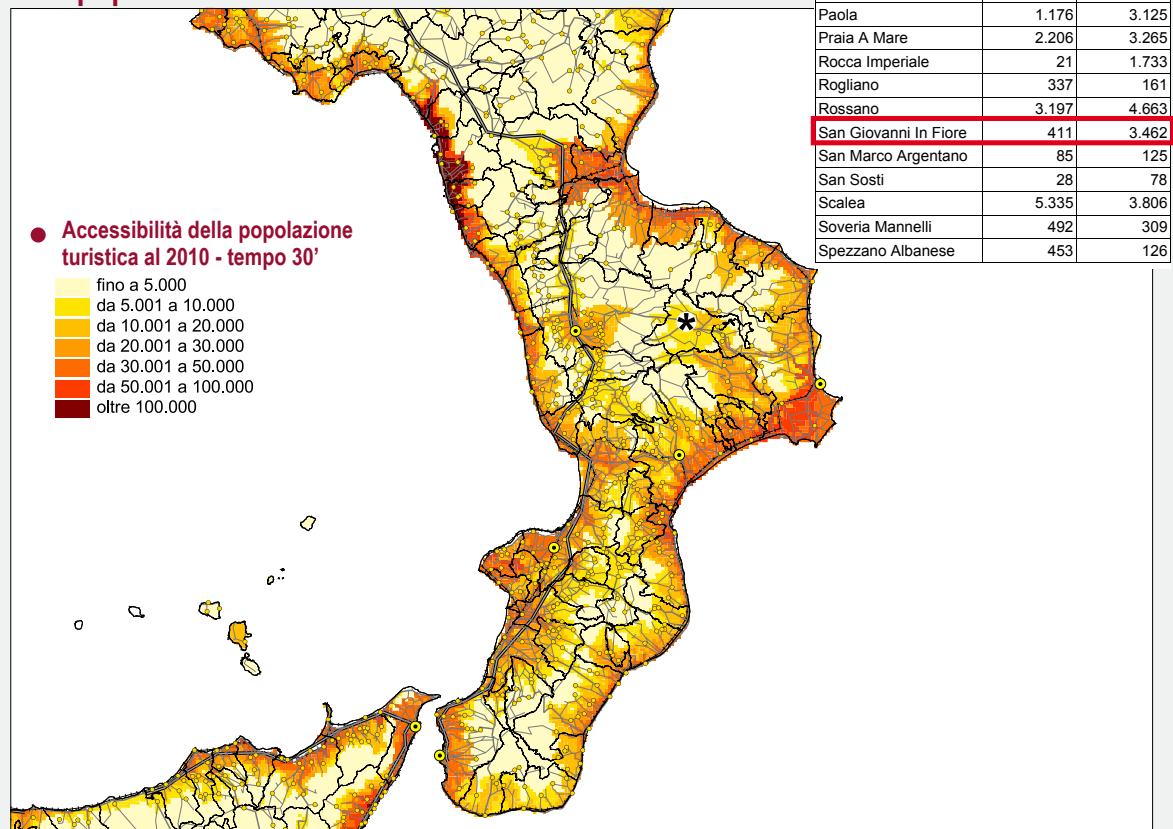 Paola 1.176 3.125
Praia A Mare 2.206 3.265
Rocca Imperiale 21 1.733
Rogliano 337 161
Rossano 3.197 4.663
San Giovanni In Fiore 411 3.462
San Marco Argentano 85 125
San Sosti 28 78
Scalea 5.335 3.806
Soveria Mannelli 492 309
Spezzano Albanese 453 126
Accessibilità della popolazione
turistica al 2010 - tempo 30’
fino a 5.000
da 5.001 a 10.000
da 10.001 a 20.000
da 20.001 a 30.000
da 30.001 a 50.000
da 50.001 a 100.000
oltre 100.000
*